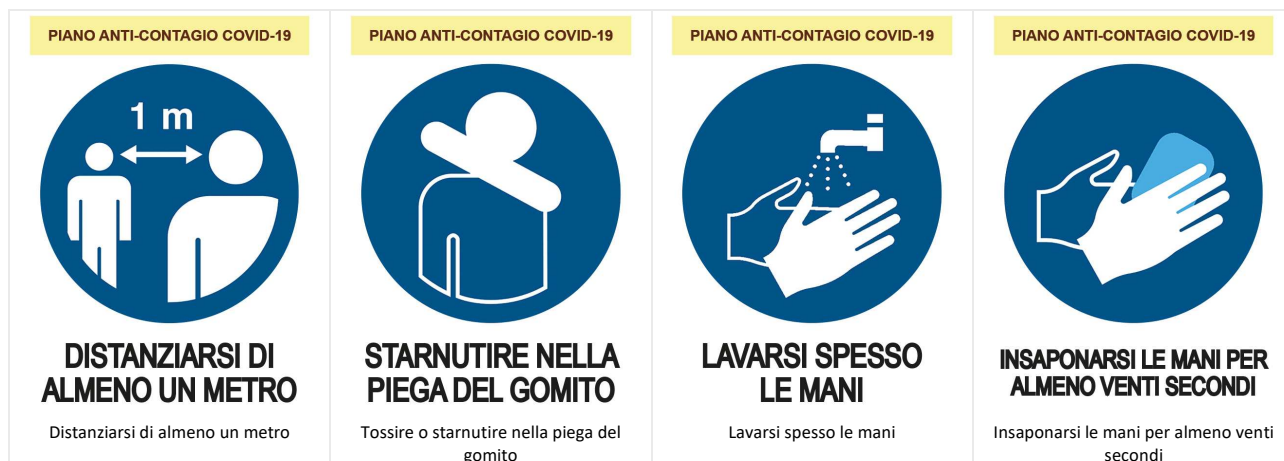 PIANO ANTI-CONTAGIO COVID-19
1 m
DISTANZIARSI DI
ALMENO UN METRO
Distanziarsi di almeno un metro
PIANO ANTI-CONTAGIO COVID-19
STARNUTIRE NELLA
PIEGA DEL GOMITO
Tossire o starnutire nella piega del
gomito
PIANO ANTI-CONTAGIO COVID-19
LAVARSI SPESSO
LE MANI
Lavarsi spesso le mani
PIANO ANTI-CONTAGIO COVID-19
INSAPONARSI LE MANI PER
ALMENO VENTI SECONDI
Insaponarsi le mani per almeno venti
secondi